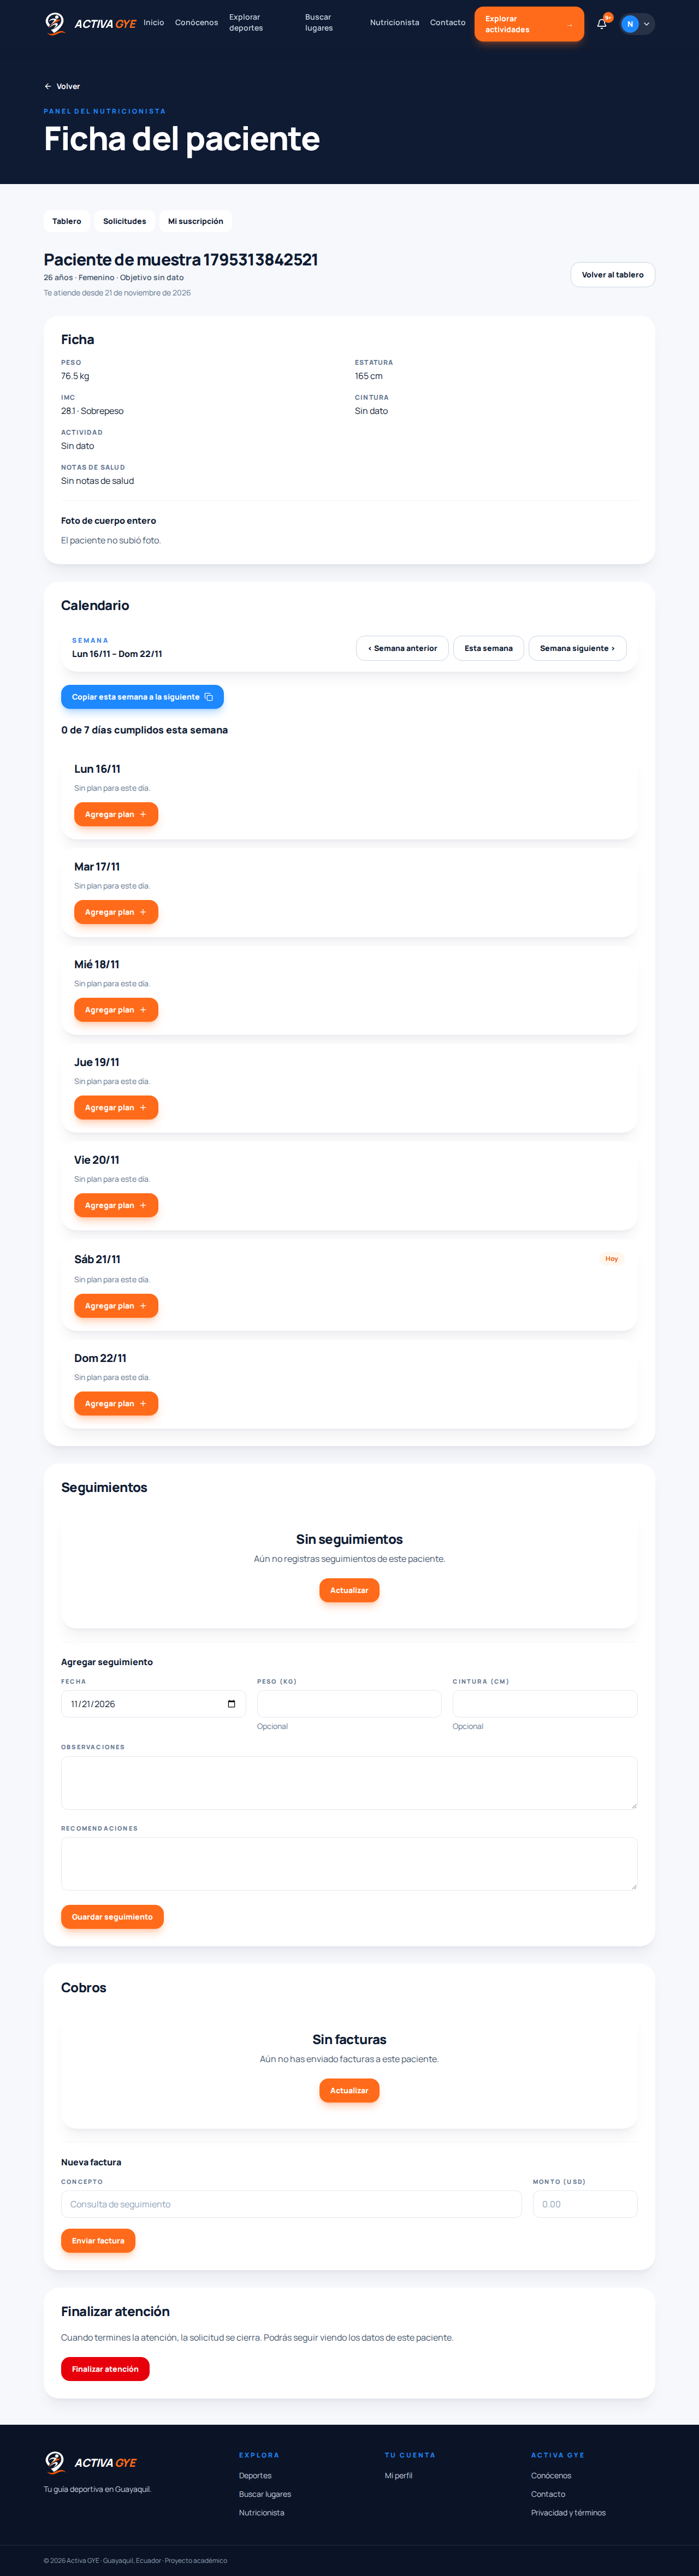 ACTIVA GYE
Inicio
Conócenos
Explorar
deportes
Buscar
lugares
Nutricionista
Contacto
Explorar
actividades →
9+
N
← Volver
PANEL DEL NUTRICIONISTA
Ficha del paciente
Tablero
Solicitudes
Mi suscripción
Paciente de muestra 1795313842521
26 años · Femenino · Objetivo sin dato
Te atiende desde 21 de noviembre de 2026
Volver al tablero
Ficha
PESO
76.5 kg
ESTATURA
165 cm
IMC
28.1 · Sobrepeso
CINTURA
Sin dato
ACTIVIDAD
Sin dato
NOTAS DE SALUD
Sin notas de salud
Foto de cuerpo entero
El paciente no subió foto.
Calendario
SEMANA
Lun 16/11 – Dom 22/11
‹ Semana anterior
Esta semana
Semana siguiente ›
Copiar esta semana a la siguiente
0 de 7 días cumplidos esta semana
Lun 16/11
Sin plan para este día.
Agregar plan +
Mar 17/11
Sin plan para este día.
Agregar plan +
Mié 18/11
Sin plan para este día.
Agregar plan +
Jue 19/11
Sin plan para este día.
Agregar plan +
Vie 20/11
Sin plan para este día.
Agregar plan +
Sáb 21/11
Hoy
Sin plan para este día.
Agregar plan +
Dom 22/11
Sin plan para este día.
Agregar plan +
Seguimientos
Sin seguimientos
Aún no registras seguimientos de este paciente.
Actualizar
Agregar seguimiento
FECHA
PESO (KG)
CINTURA (CM)
11/21/2026
Opcional
Opcional
OBSERVACIONES
RECOMENDACIONES
Guardar seguimiento
Cobros
Sin facturas
Aún no has enviado facturas a este paciente.
Actualizar
Nueva factura
CONCEPTO
MONTO (USD)
Consulta de seguimiento
0.00
Enviar factura
Finalizar atención
Cuando termines la atención, la solicitud se cierra. Podrás seguir viendo los datos de este paciente.
Finalizar atención
ACTIVA GYE
Tu guía deportiva en Guayaquil.
EXPLORA
Deportes
Buscar lugares
Nutricionista
TU CUENTA
Mi perfil
ACTIVA GYE
Conócenos
Contacto
Privacidad y términos
© 2026 Activa GYE · Guayaquil, Ecuador · Proyecto académico